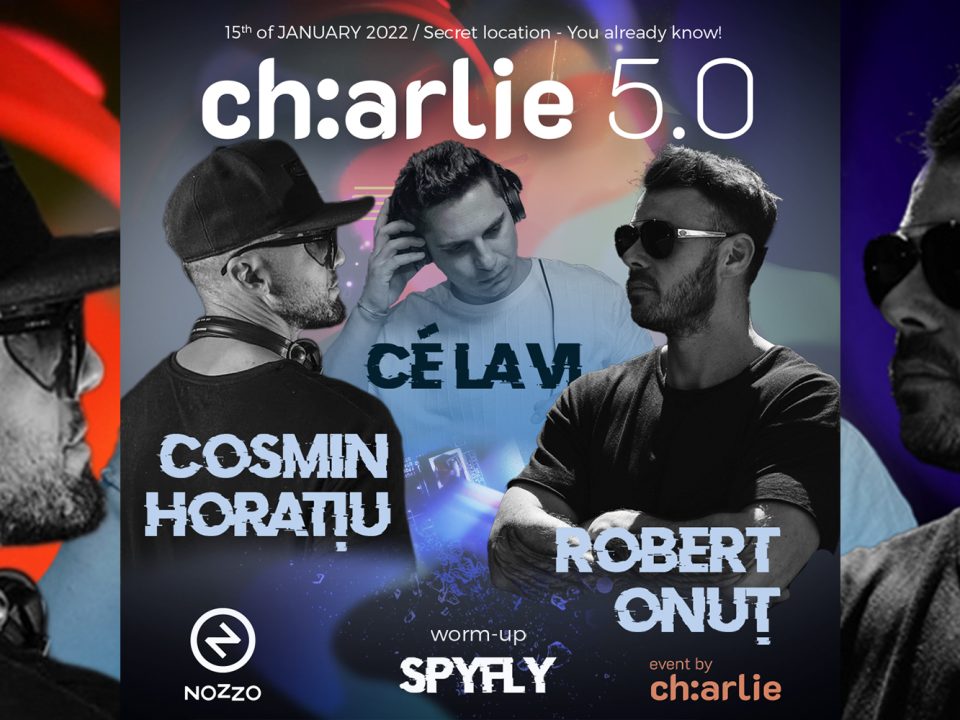 15th of JANUARY 2022 / Secret location - You already know!
ch:arlie 5.0
CÉ LA VI
COSMIN
HORAȚIU
ROBERT
ONUȚ
worm-up
SPYFLY
NOZZO
event by
ch:arlie